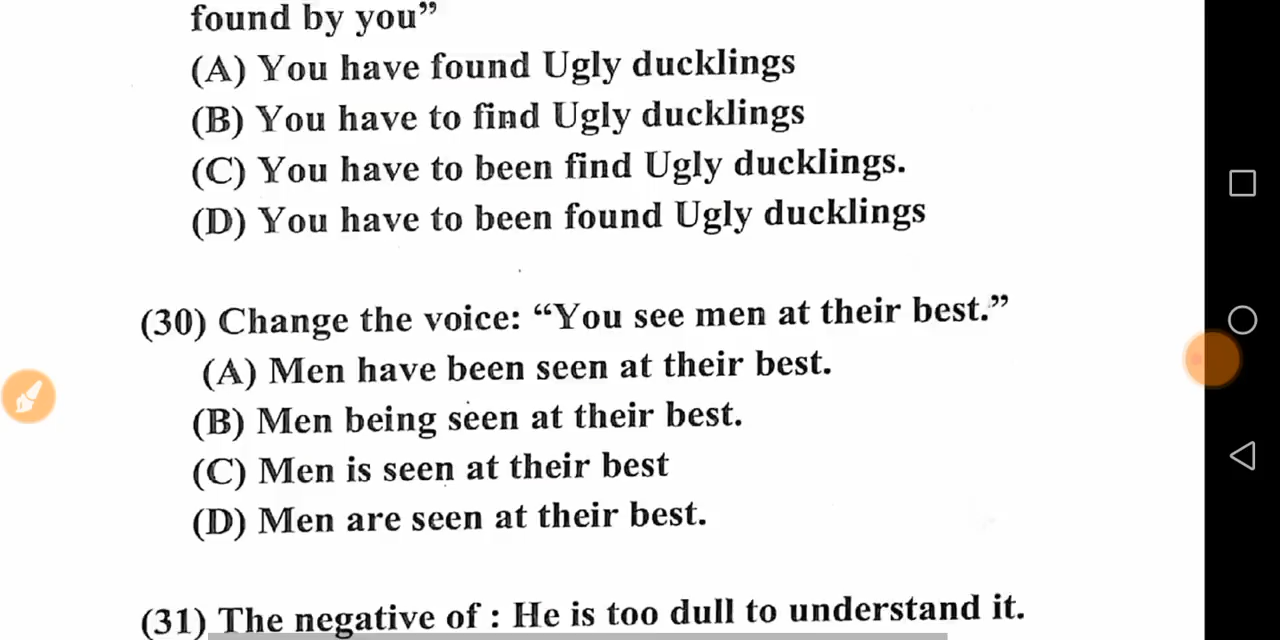 found by you”
(A) You have found Ugly ducklings
(B) You have to find Ugly ducklings
(C) You have to been find Ugly ducklings.
(D) You have to been found Ugly ducklings
(30) Change the voice: “You see men at their best.”
(A) Men have been seen at their best.
(B) Men being seen at their best.
(C) Men is seen at their best
(D) Men are seen at their best.
(31) The negative of : He is too dull to understand it.